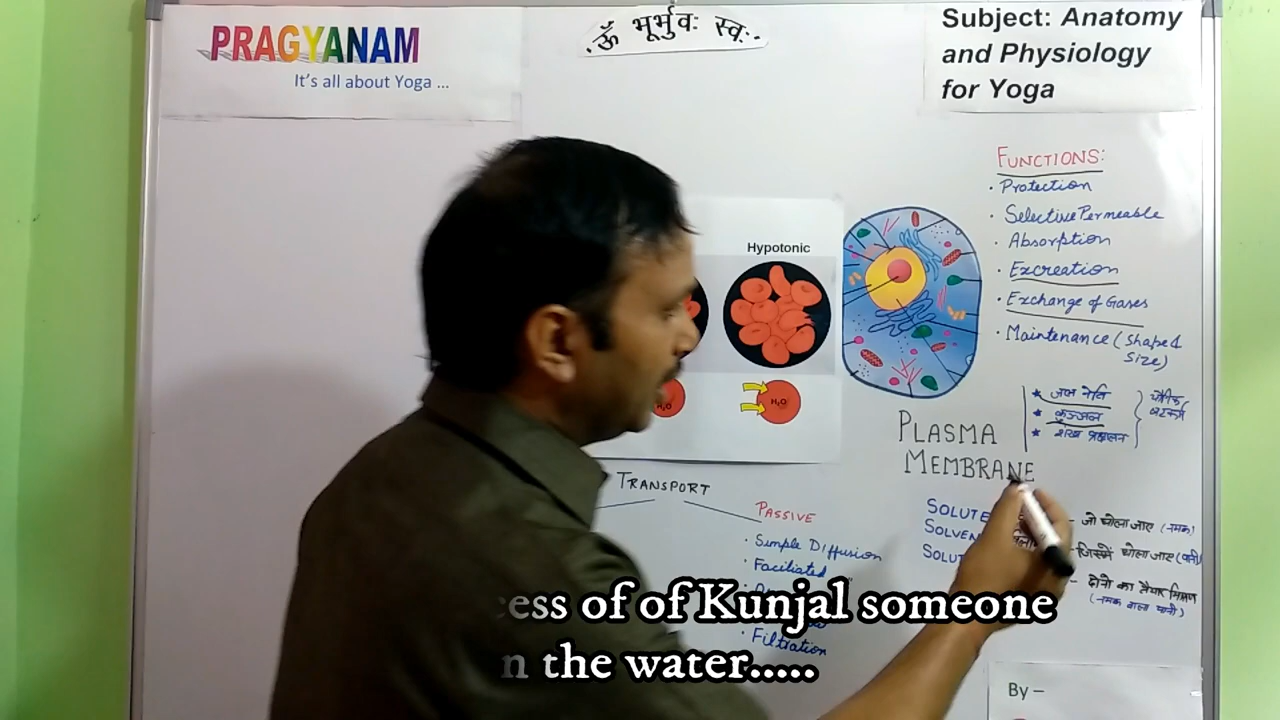 PRAGYANAM
It's all about Yoga ...
ॐ भूर्भुवः स्वः
Subject: Anatomy
and Physiology
for Yoga
FUNCTIONS:
• Protection
• Selective Permeable
• Absorption
• Excreation
• Exchange of Gases
• Maintenance (Shape &
Size)
Hypotonic
H₂O
H₂O
* जल नेति
* कुञ्जल
* शंख प्रक्षालन
PLASMA
MEMBRANE
TRANSPORT
PASSIVE
• Simple Diffusion
• Faciliated
Filtration
SOLUTE
- जो घोला जाए (नमक)
SOLVEN
- जिसमें घोला जाए (पानी)
SOLUT
- दोनो का तैयार मिश्रण
(नमक वाला पानी)
cess of of Kunjal someone
n the water.....
By –